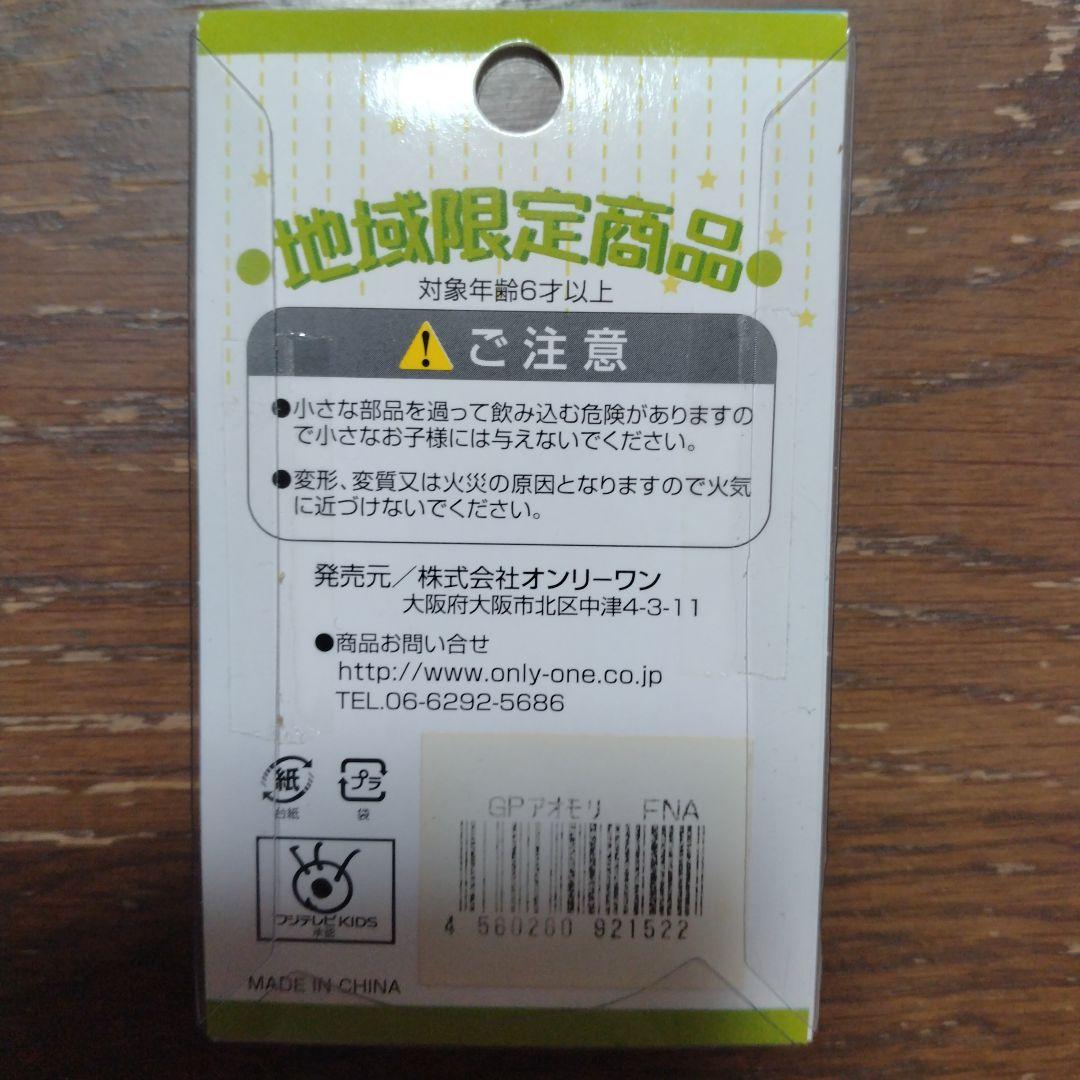 地域限定商品
対象年齢6才以上
ご注意
●小さな部品を過って飲み込む危険がありますの
で小さなお子様には与えないでください。
●変形、変質又は火災の原因となりますので火気
に近づけないでください。
発売元／株式会社オンリーワン
大阪府大阪市北区中津4-3-11
●商品お問い合せ
http://www.only-one.co.jp
TEL.06-6292-5686
紙
台紙
プラ
袋
GPアオモリ FNA
4 560260 921522
フジテレビKIDS
承認
MADE IN CHINA